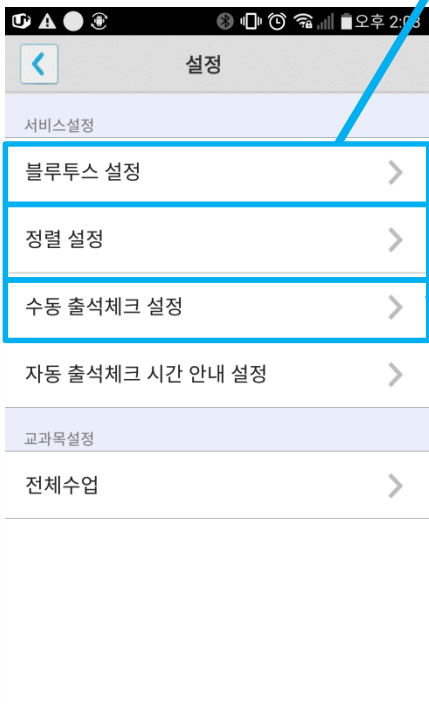 오후 2:03
설정
서비스설정
블루투스 설정
정렬 설정
수동 출석체크 설정
자동 출석체크 시간 안내 설정
교과목설정
전체수업